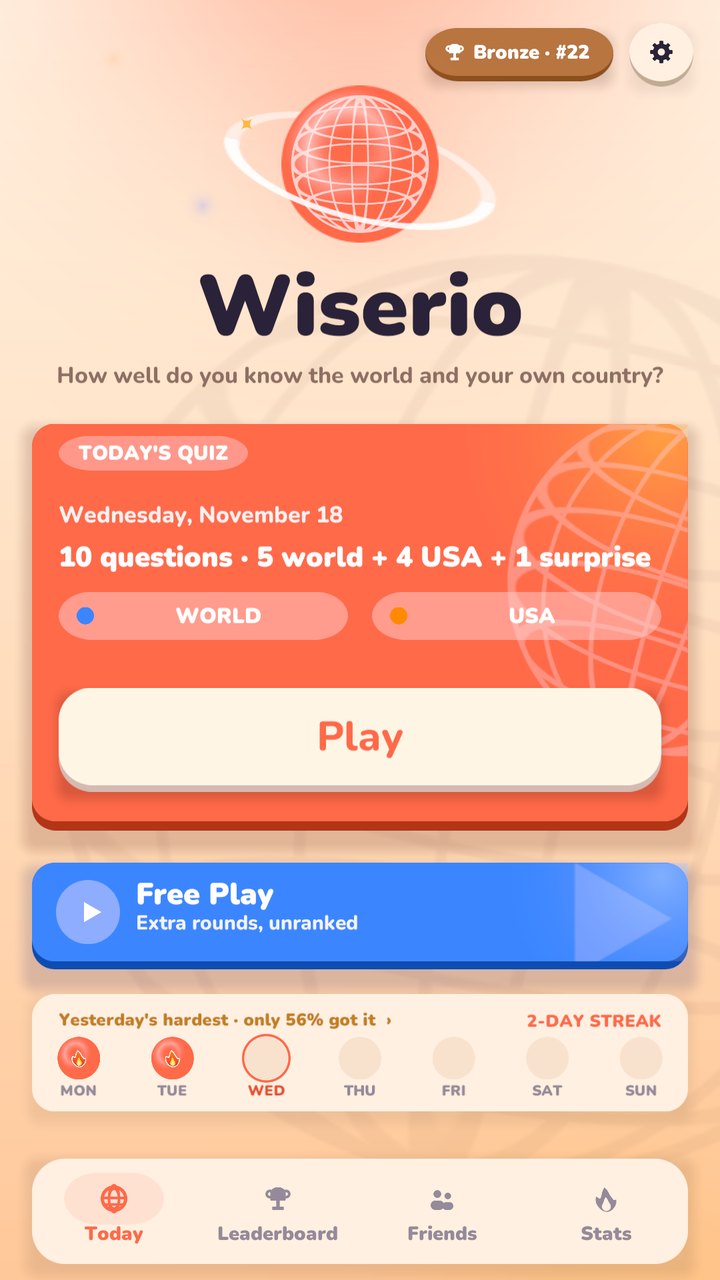 Bronze · #22
Wiserio
How well do you know the world and your own country?
TODAY'S QUIZ
Wednesday, November 18
10 questions · 5 world + 4 USA + 1 surprise
WORLD
USA
Play
Free Play
Extra rounds, unranked
Yesterday's hardest · only 56% got it ›
2-DAY STREAK
MON
TUE
WED
THU
FRI
SAT
SUN
Today
Leaderboard
Friends
Stats